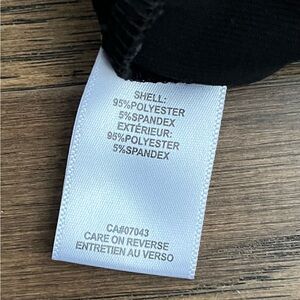 SHELL:
95%POLYESTER
5%SPANDEX
EXTÉRIEUR:
95%POLYESTER
5%SPANDEX
CA#07043
CARE ON REVERSE
ENTRETIEN AU VERSO